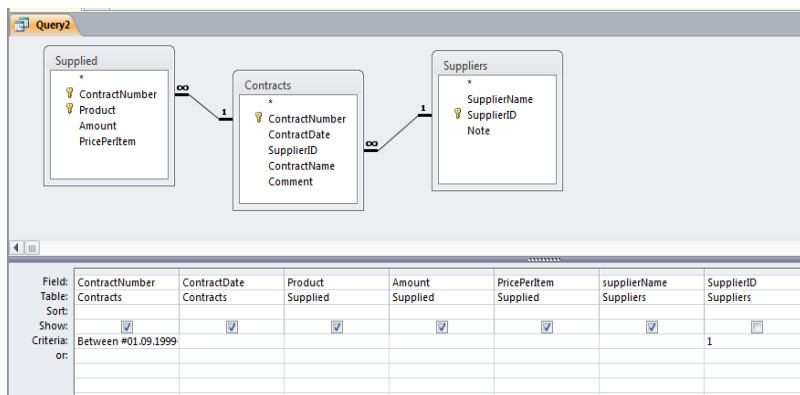 Query2
Supplied
*
ContractNumber
Product
Amount
PricePerItem
∞
1
Contracts
*
ContractNumber
ContractDate
SupplierID
ContractName
Comment
∞
1
Suppliers
*
SupplierName
SupplierID
Note
Field: ContractNumber ContractDate Product Amount PricePerItem supplierName SupplierID
Table: Contracts Contracts Supplied Supplied Supplied Suppliers Suppliers
Sort:
Show:
Criteria: Between #01.09.1999 1
or: